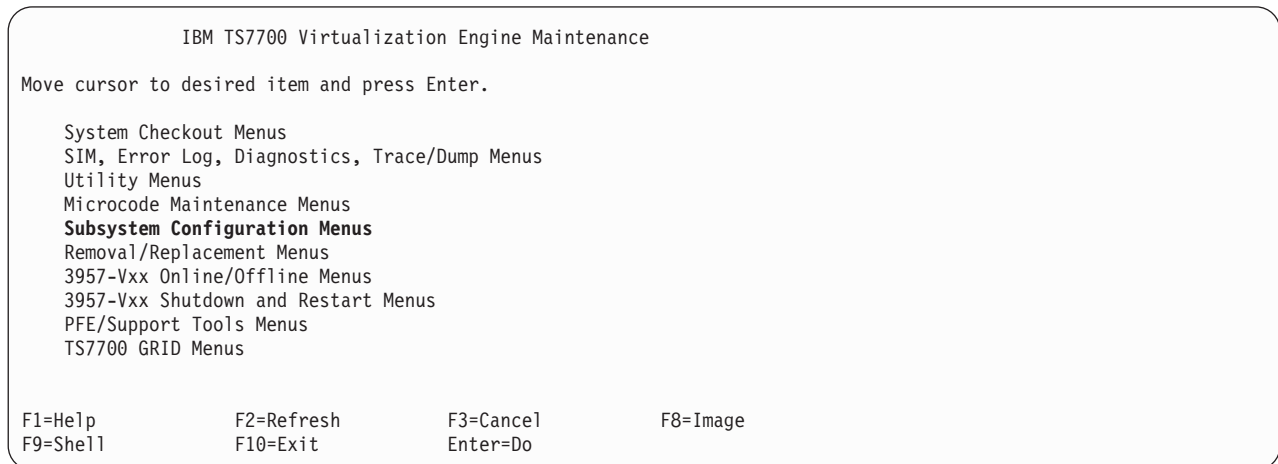 IBM TS7700 Virtualization Engine Maintenance
Move cursor to desired item and press Enter.
System Checkout Menus
SIM, Error Log, Diagnostics, Trace/Dump Menus
Utility Menus
Microcode Maintenance Menus
Subsystem Configuration Menus
Removal/Replacement Menus
3957-Vxx Online/Offline Menus
3957-Vxx Shutdown and Restart Menus
PFE/Support Tools Menus
TS7700 GRID Menus
F1=Help F2=Refresh F3=Cancel F8=Image
F9=Shell F10=Exit Enter=Do